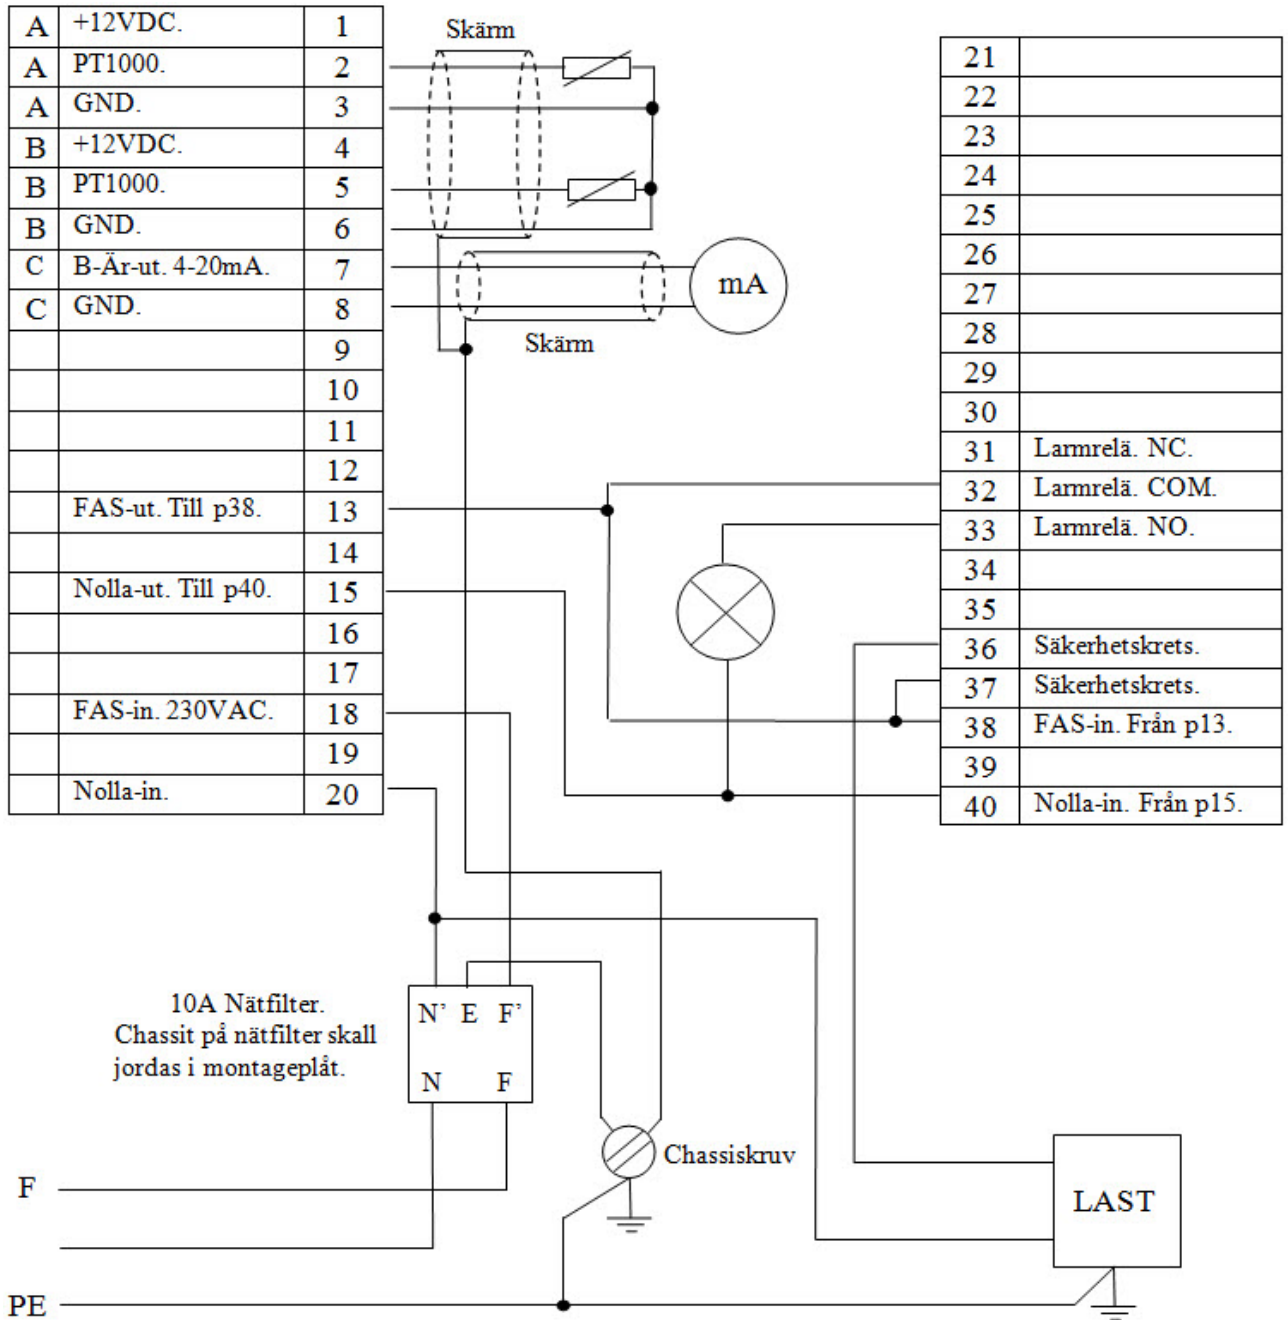 A +12VDC. 1
A PT1000. 2
A GND. 3
B +12VDC. 4
B PT1000. 5
B GND. 6
C B-Är-ut. 4-20mA. 7
C GND. 8
9
10
11
12
FAS-ut. Till p38. 13
14
Nolla-ut. Till p40. 15
16
17
FAS-in. 230VAC. 18
19
Nolla-in. 20
Skärm
mA
Skärm
21
22
23
24
25
26
27
28
29
30
31 Larmrelä. NC.
32 Larmrelä. COM.
33 Larmrelä. NO.
34
35
36 Säkerhetskrets.
37 Säkerhetskrets.
38 FAS-in. Från p13.
39
40 Nolla-in. Från p15.
10A Nätfilter.
Chassit på nätfilter skall
jordas i montageplåt.
N' E F'
N F
Chassiskruv
F
LAST
PE